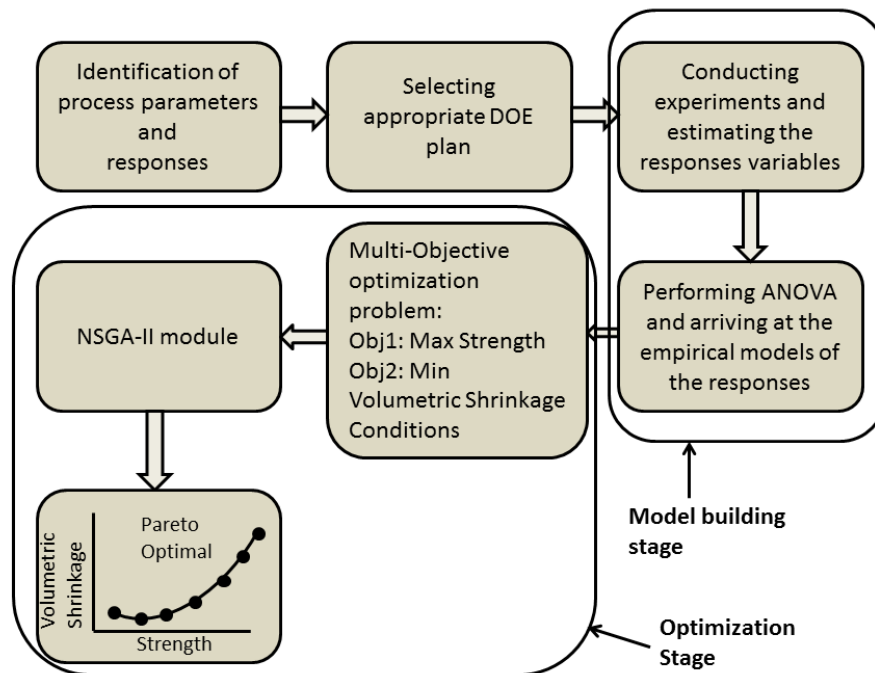 Identification of
process parameters
and
responses
Selecting
appropriate DOE
plan
Conducting
experiments and
estimating the
responses variables
Performing ANOVA
and arriving at the
empirical models of
the responses
Multi-Objective
optimization
problem:
Obj1: Max Strength
Obj2: Min
Volumetric Shrinkage
Conditions
NSGA-II module
Pareto
Optimal
Volumetric
Shrinkage
Strength
Model building
stage
Optimization
Stage